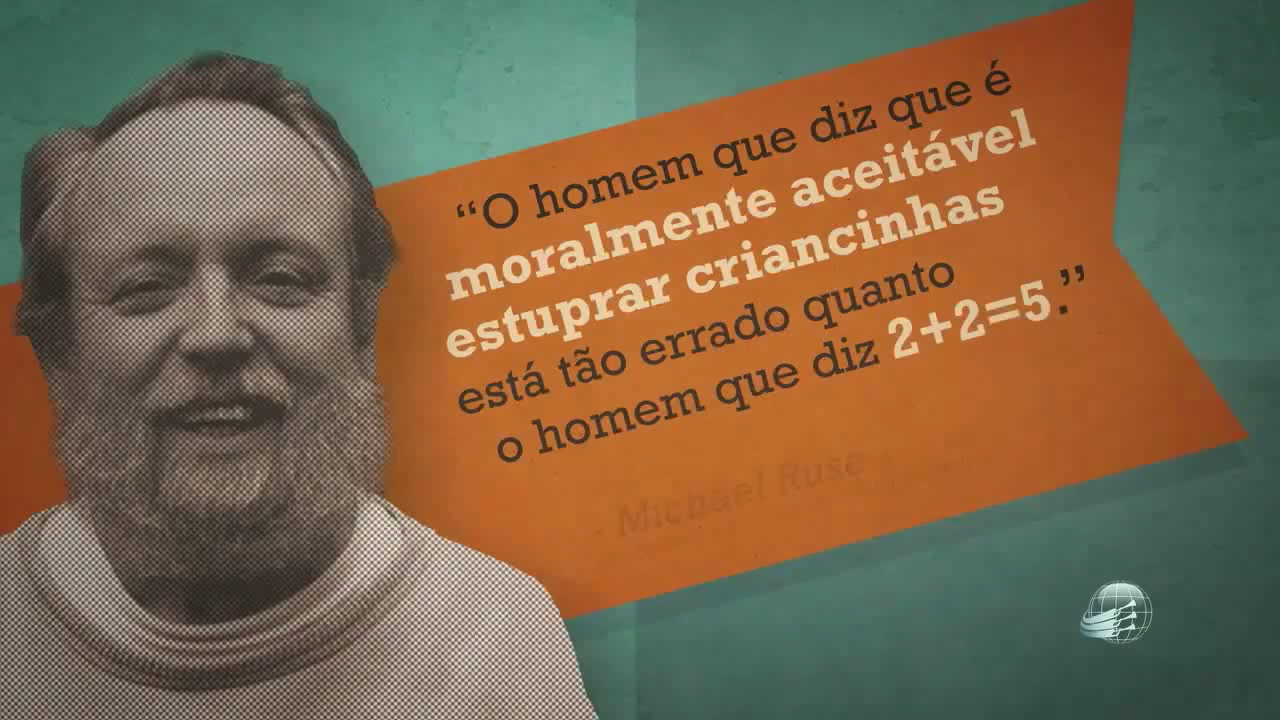 “O homem que diz que é
moralmente aceitável
estuprar criancinhas
está tão errado quanto
o homem que diz 2+2=5.”
- Michael Ruse